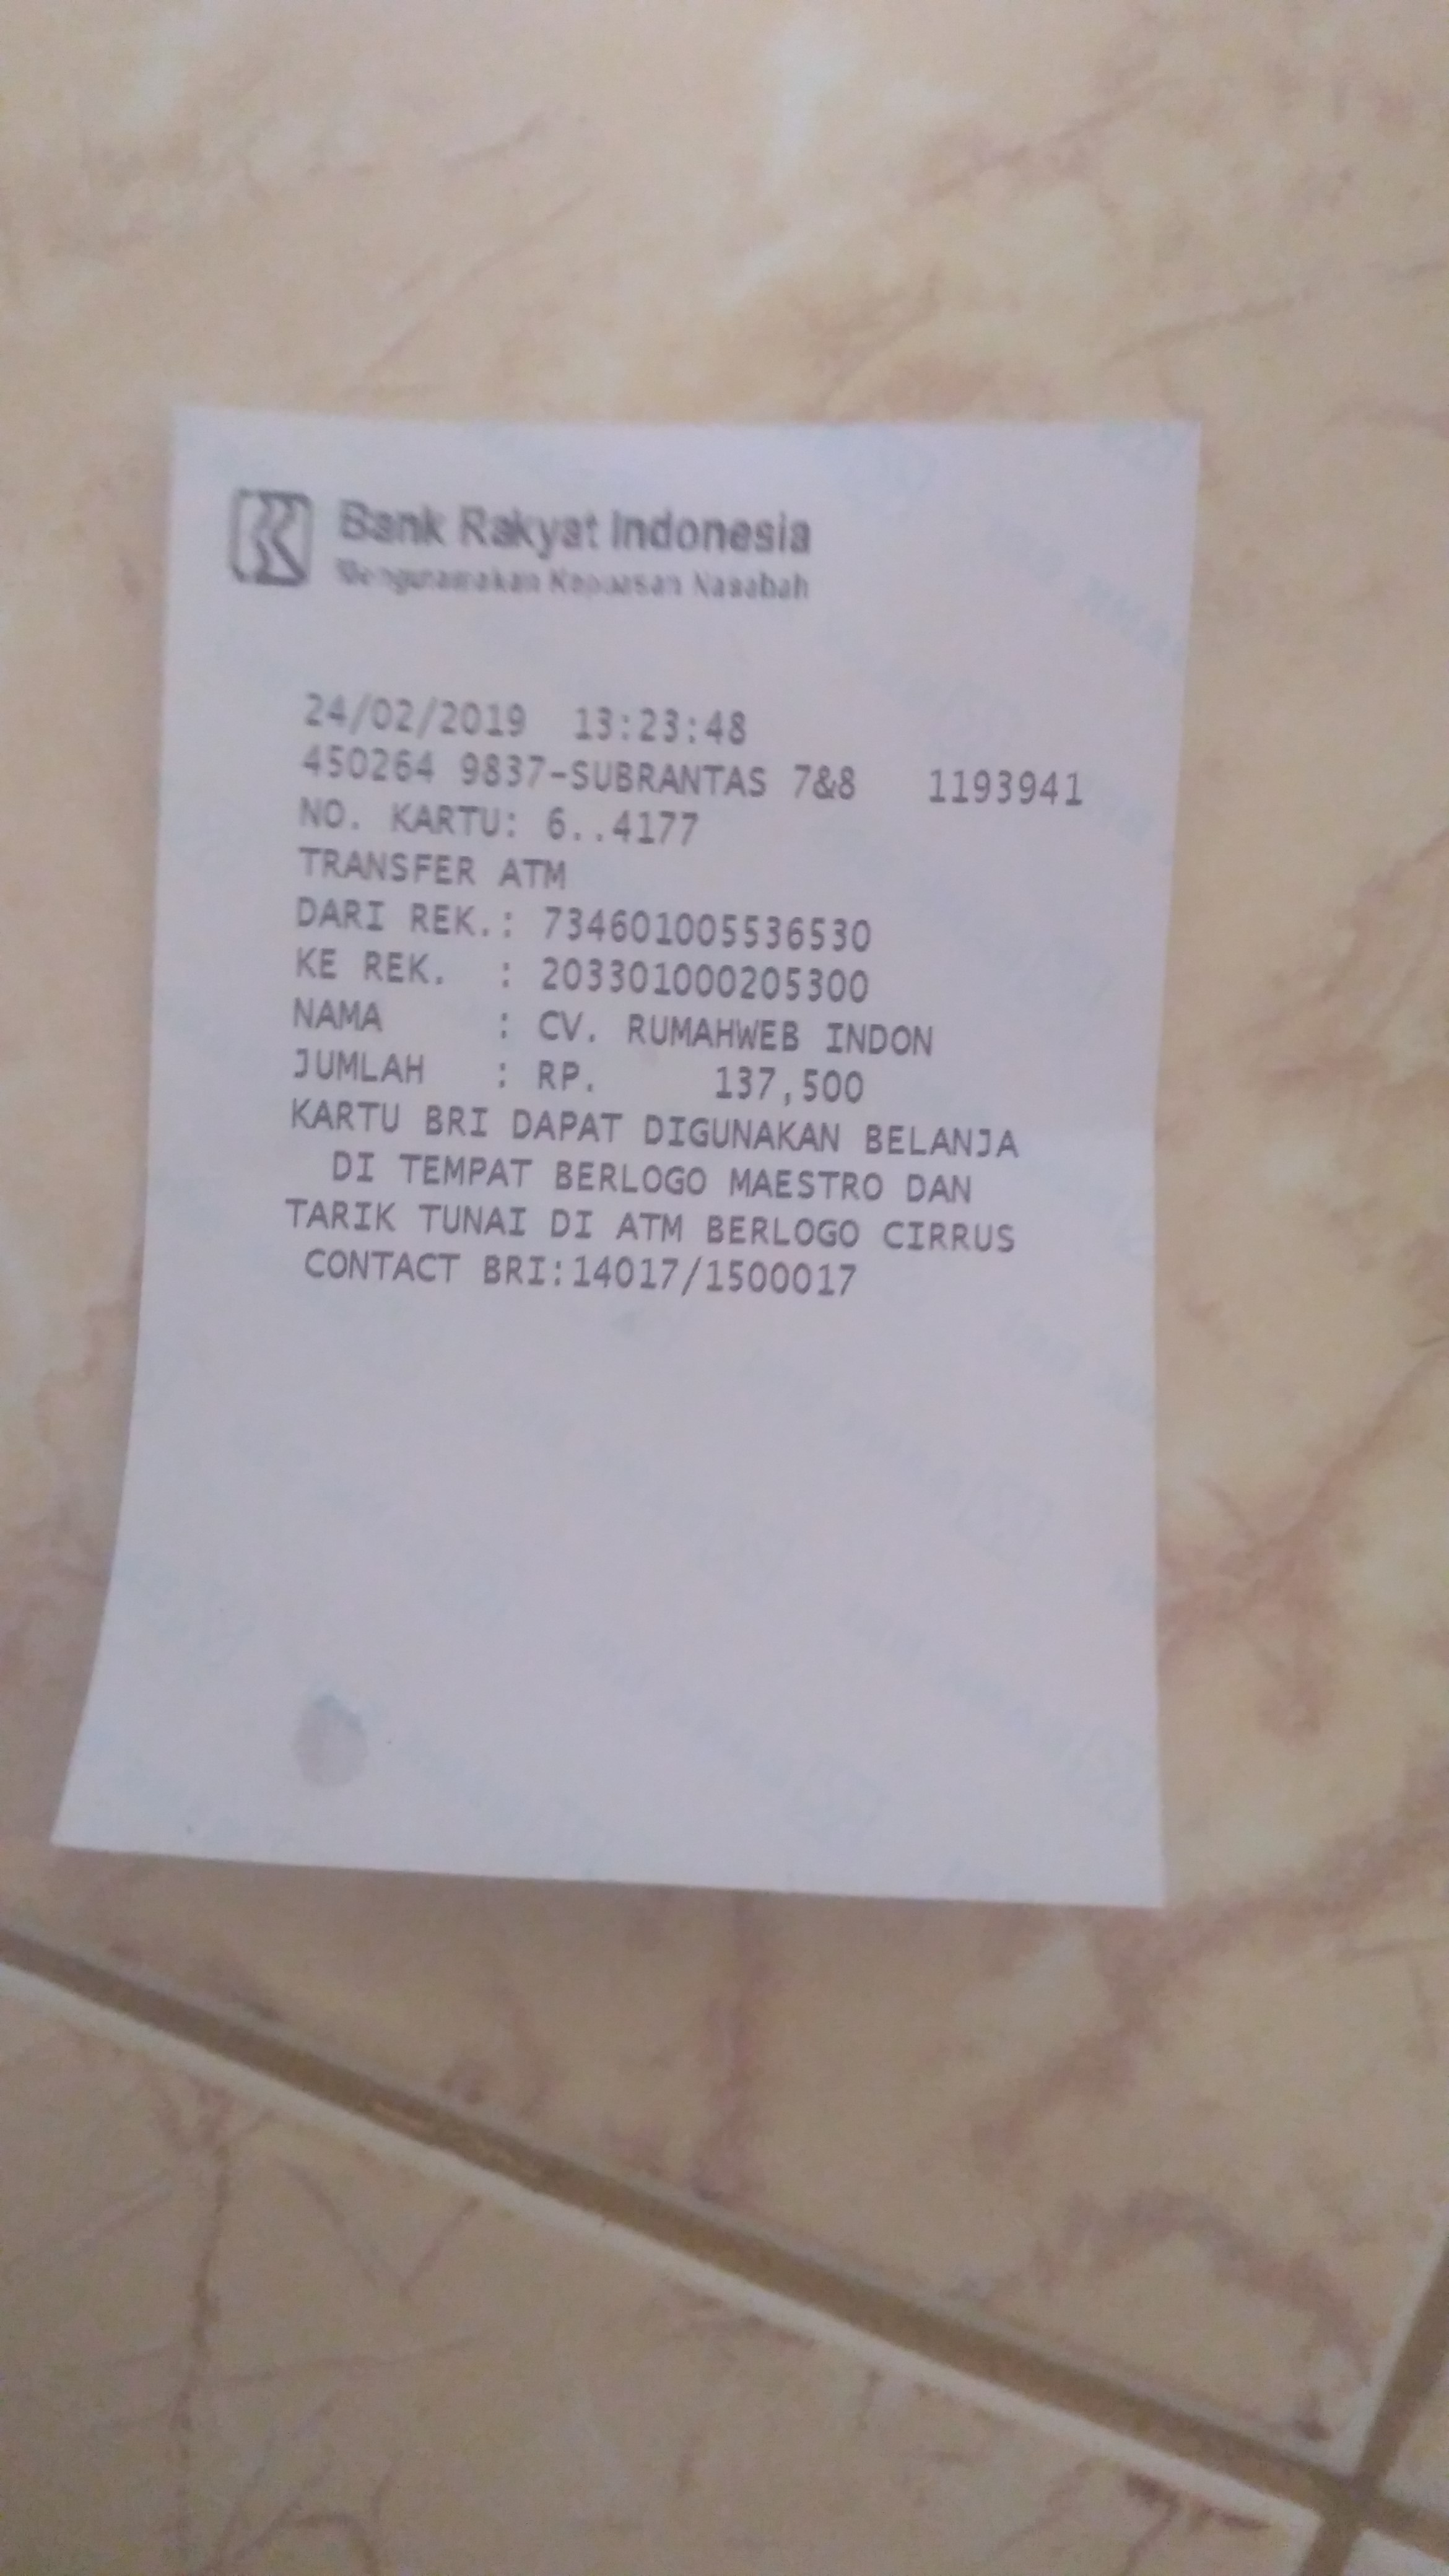 Bank Rakyat Indonesia
Mengutamakan Kepuasan Nasabah
24/02/2019 13:23:48
450264 9837-SUBRANTAS 7&8 1193941
NO. KARTU: 6..4177
TRANSFER ATM
DARI REK.: 734601005536530
KE REK. : 203301000205300
NAMA : CV. RUMAHWEB INDON
JUMLAH : RP. 137,500
KARTU BRI DAPAT DIGUNAKAN BELANJA
DI TEMPAT BERLOGO MAESTRO DAN
TARIK TUNAI DI ATM BERLOGO CIRRUS
CONTACT BRI:14017/1500017